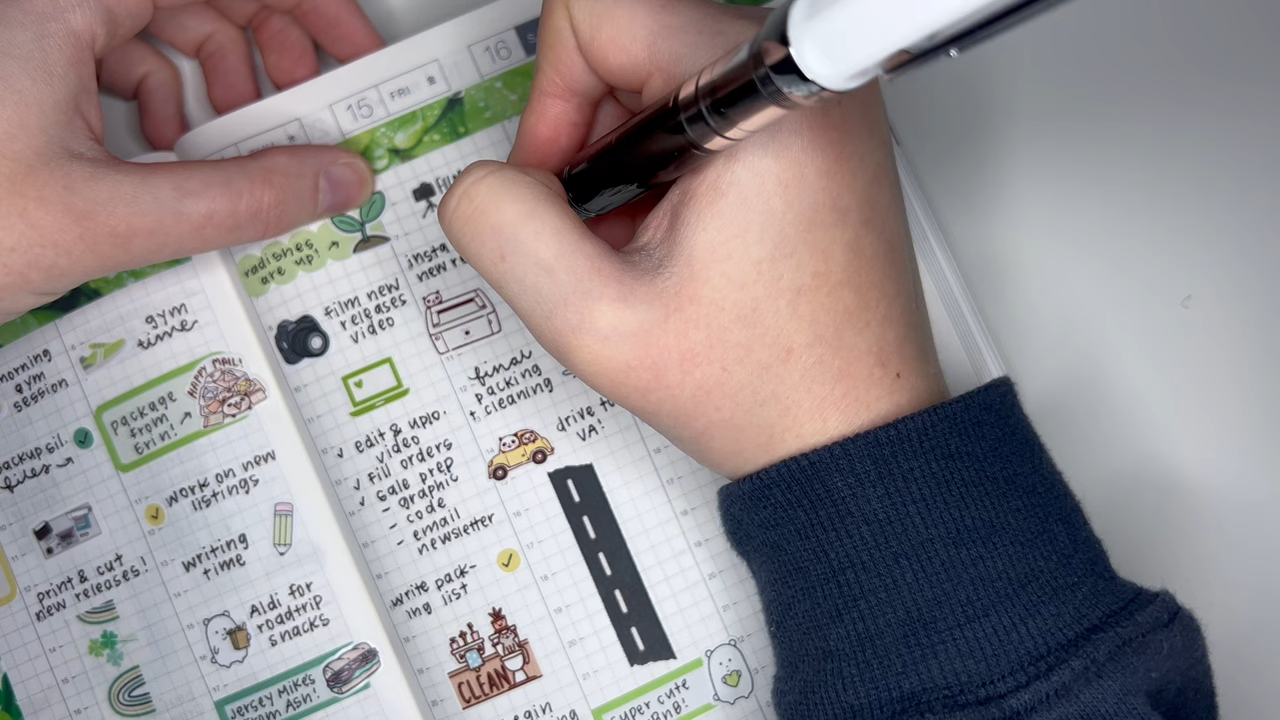 15 FRI
16
radishes
are up!
film new
releases
video
edit & uplo.
video
fill orders
sale prep
- graphic
- code
- email
newsletter
write pack-
ing list
CLEAN
insta
new
final
packing
+ cleaning
drive to
VA!
super cute
gym
time
HAPPY MAIL!
package
from
Erin!
work on new
listings
writing
time
Aldi for
roadtrip
snacks
Jersey Mike's
from Ash!
morning
gym
session
backup sil.
files
print & cut
new releases!